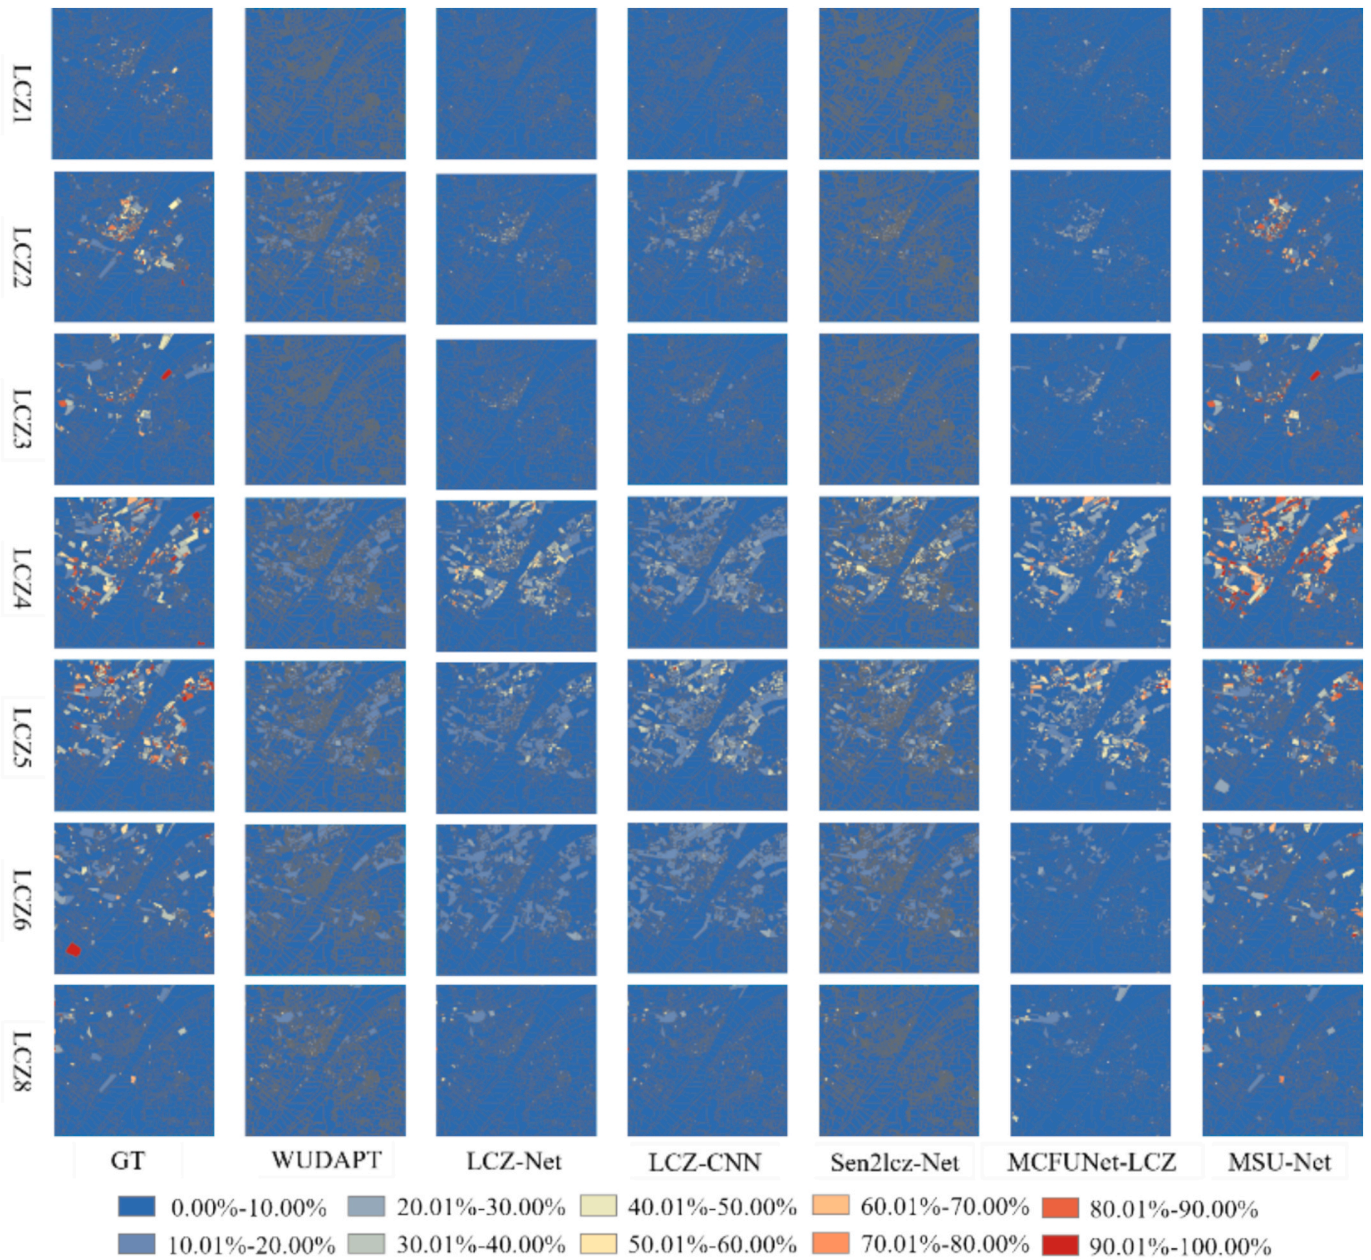 LCZ1
LCZ2
LCZ3
LCZ4
LCZ5
LCZ6
LCZ8
GT WUDAPT LCZ-Net LCZ-CNN Sen2lcz-Net MCFUNet-LCZ MSU-Net
0.00%-10.00% 20.01%-30.00% 40.01%-50.00% 60.01%-70.00% 80.01%-90.00%
10.01%-20.00% 30.01%-40.00% 50.01%-60.00% 70.01%-80.00% 90.01%-100.00%